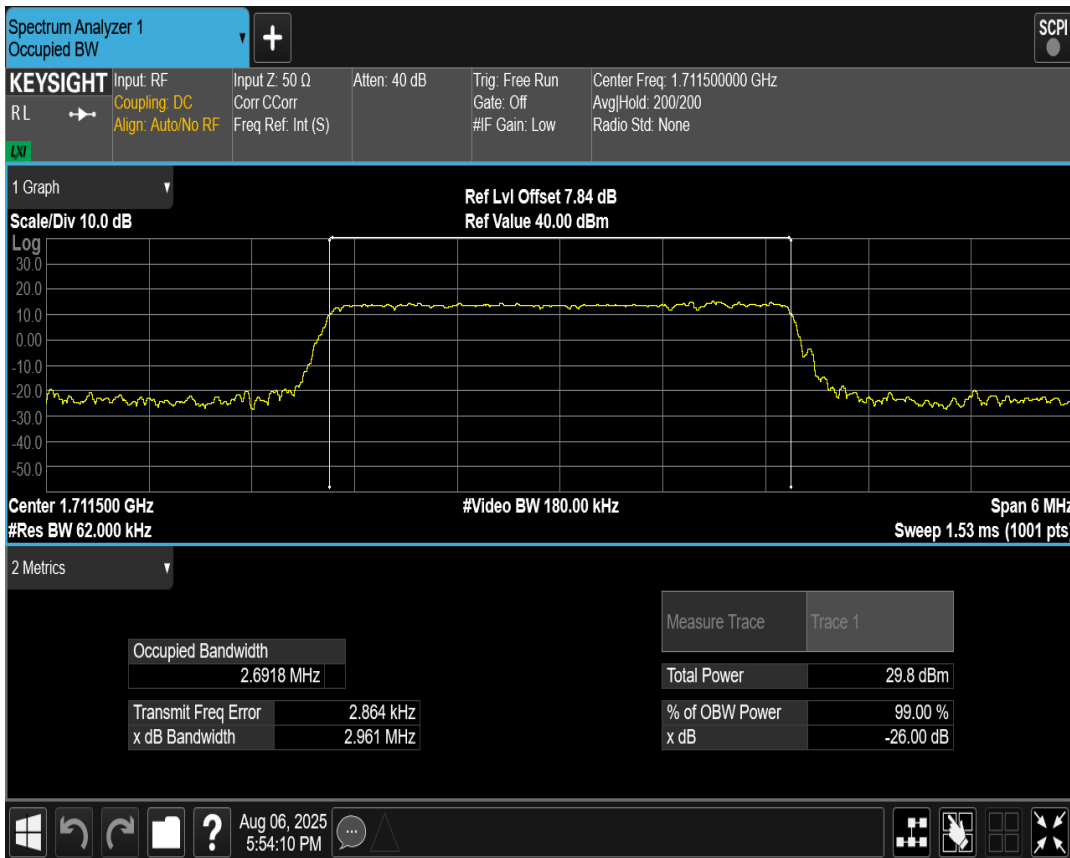 Spectrum Analyzer 1
Occupied BW
+
SCPI
KEYSIGHT
Input: RF
Coupling: DC
Align: Auto/No RF
Input Z: 50 Ω
Corr CCorr
Freq Ref: Int (S)
Atten: 40 dB
Trig: Free Run
Gate: Off
#IF Gain: Low
Center Freq: 1.711500000 GHz
Avg|Hold: 200/200
Radio Std: None
R L
LXI
1 Graph
Ref Lvl Offset 7.84 dB
Scale/Div 10.0 dB
Ref Value 40.00 dBm
Log
30.0
20.0
10.0
0.00
-10.0
-20.0
-30.0
-40.0
-50.0
Center 1.711500 GHz
#Video BW 180.00 kHz
Span 6 MHz
#Res BW 62.000 kHz
Sweep 1.53 ms (1001 pts)
2 Metrics
Measure Trace Trace 1
Occupied Bandwidth
2.6918 MHz
Total Power 29.8 dBm
Transmit Freq Error 2.864 kHz
% of OBW Power 99.00 %
x dB Bandwidth 2.961 MHz
x dB -26.00 dB
?
Aug 06, 2025
5:54:10 PM